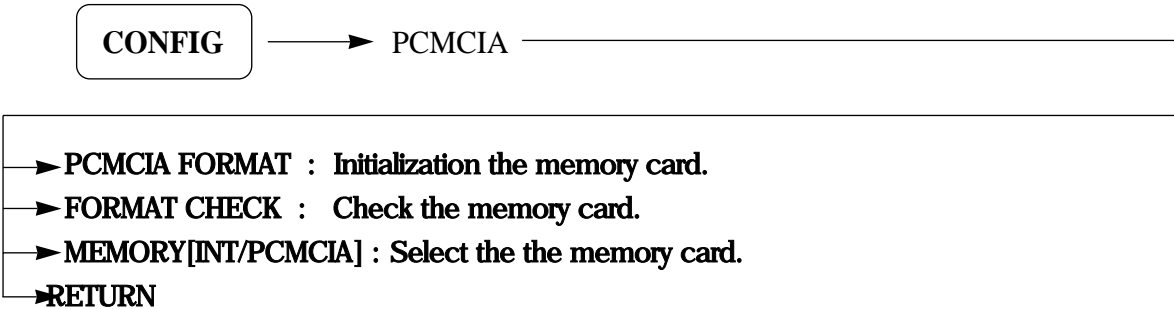 CONFIG PCMCIA
PCMCIA FORMAT : Initialization the memory card.
FORMAT CHECK : Check the memory card.
MEMORY[INT/PCMCIA] : Select the the memory card.
RETURN